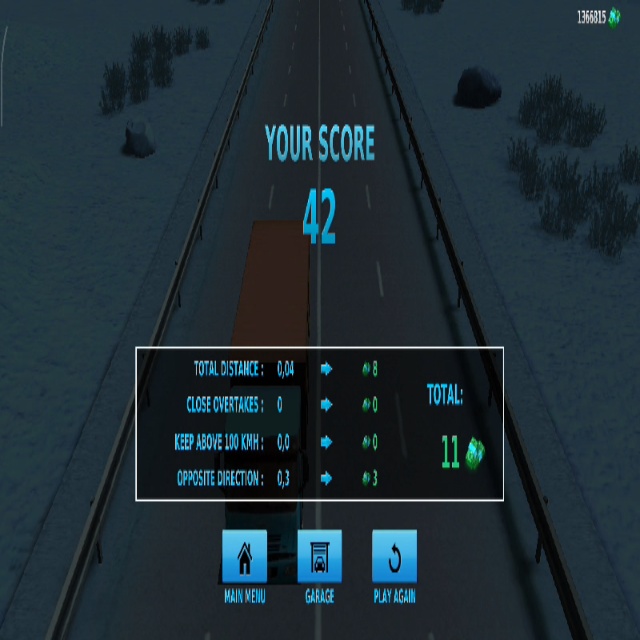 1366815
YOUR SCORE
42
TOTAL DISTANCE : 0,04 8
CLOSE OVERTAKES : 0 0
KEEP ABOVE 100 KMH : 0,0 0
OPPOSITE DIRECTION : 0,3 3
TOTAL:
11
MAIN MENU
GARAGE
PLAY AGAIN